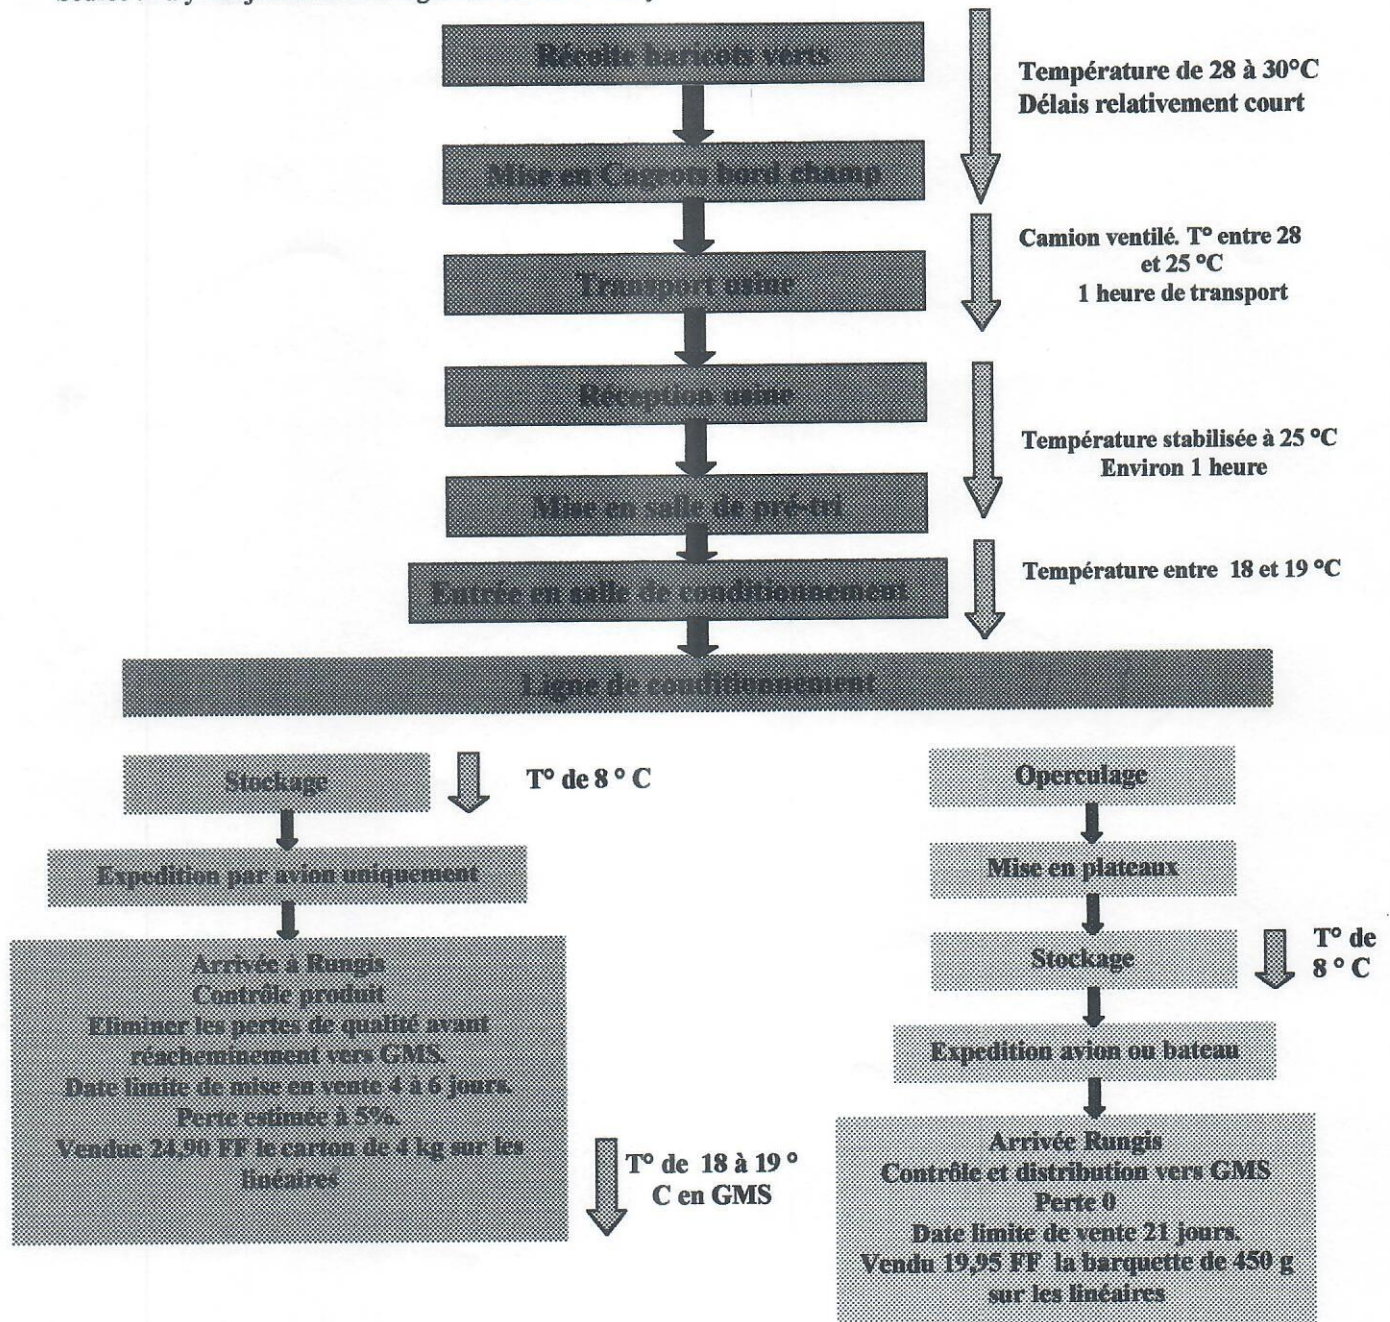 Récolte haricots verts
Température de 28 à 30°C
Délais relativement court
Mise en Cageots bord champ
Camion ventilé. T° entre 28
et 25 °C
1 heure de transport
Transport usine
Réception usine
Température stabilisée à 25 °C
Environ 1 heure
Mise en salle de pré-tri
Température entre 18 et 19 °C
Entrée en salle de conditionnement
Ligne de conditionnement
Stockage
T° de 8 ° C
Expedition par avion uniquement
Arrivée à Rungis
Contrôle produit
Eliminer les pertes de qualité avant
réacheminement vers GMS.
Date limite de mise en vente 4 à 6 jours.
Perte estimée à 5%.
Vendue 24,90 FF le carton de 4 kg sur les
linéaires
T° de 18 à 19 °
C en GMS
Operculage
Mise en plateaux
Stockage
T° de
8 ° C
Expedition avion ou bateau
Arrivée Rungis
Contrôle et distribution vers GMS
Perte 0
Date limite de vente 21 jours.
Vendu 19,95 FF la barquette de 450 g
sur les linéaires